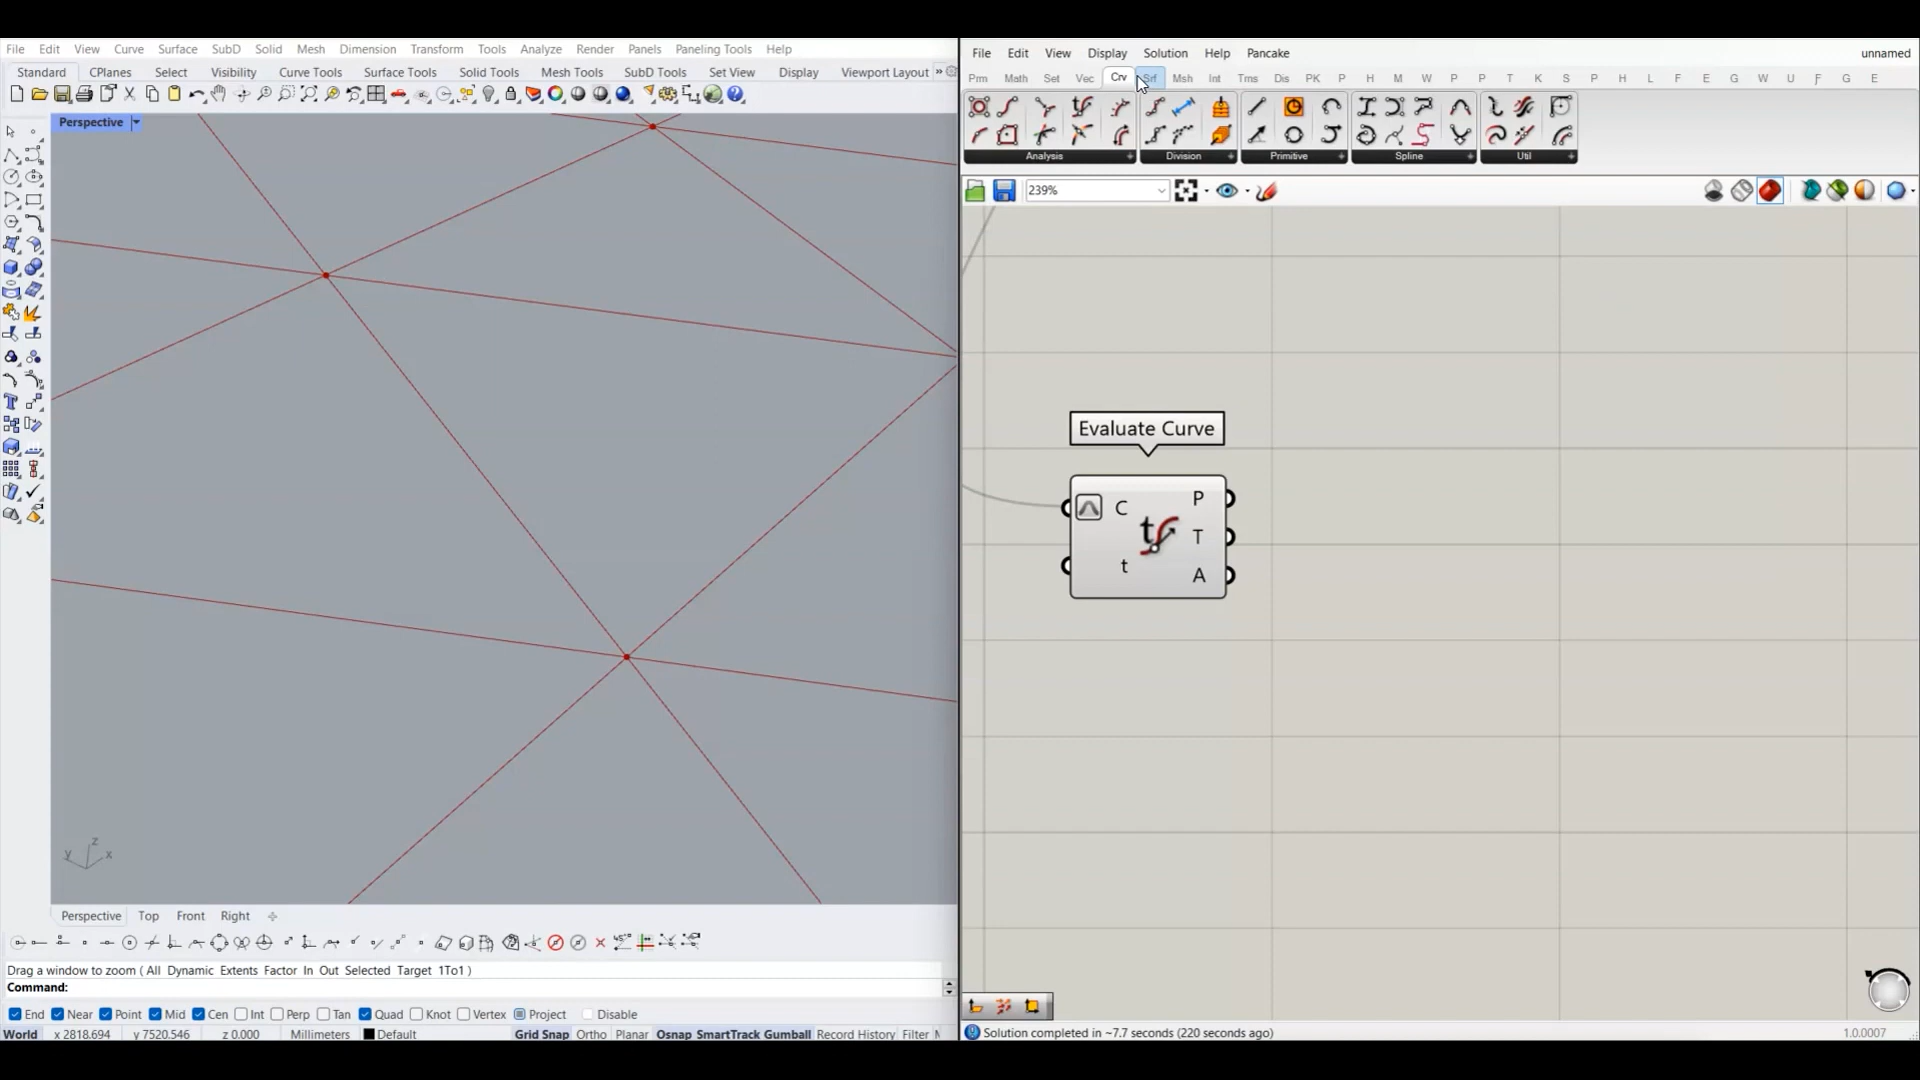 File Edit View Curve Surface SubD Solid Mesh Dimension Transform Tools Analyze Render Panels Paneling Tools Help
Standard CPlanes Select Visibility Curve Tools Surface Tools Solid Tools Mesh Tools SubD Tools Set View Display Viewport Layout »
Perspective
z
y x
Perspective Top Front Right
Drag a window to zoom ( All Dynamic Extents Factor In Out Selected Target 1To1 )
Command:
End Near Point Mid Cen Int Perp Tan Quad Knot Vertex Project Disable
World x 2818.694 y 7520.546 z 0.000 Millimeters Default Grid Snap Ortho Planar Osnap SmartTrack Gumball Record History Filter
File Edit View Display Solution Help Pancake unnamed
Prm Math Set Vec Crv Srf Msh Int Trns Dis PK P H M W P P T K S P H L F E G W U F G E
Analysis Division Primitive Spline Util
239%
Evaluate Curve
C P
t T
t A
Solution completed in ~7.7 seconds (220 seconds ago) 1.0.0007